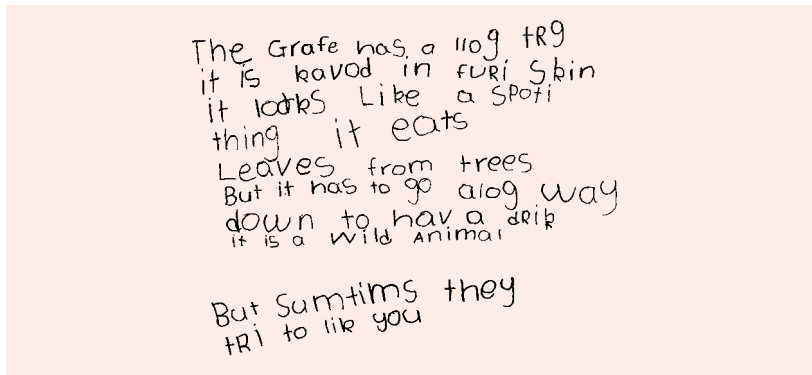 The Grafe has a llog tRg
it is kavod in fuRi Skin
it looks Like a Spoti
thing it eats
Leaves from trees
But it has to go alog way
down to hav a dRik
it is a Wild Animal
But Sumtims they
tRi to lik you